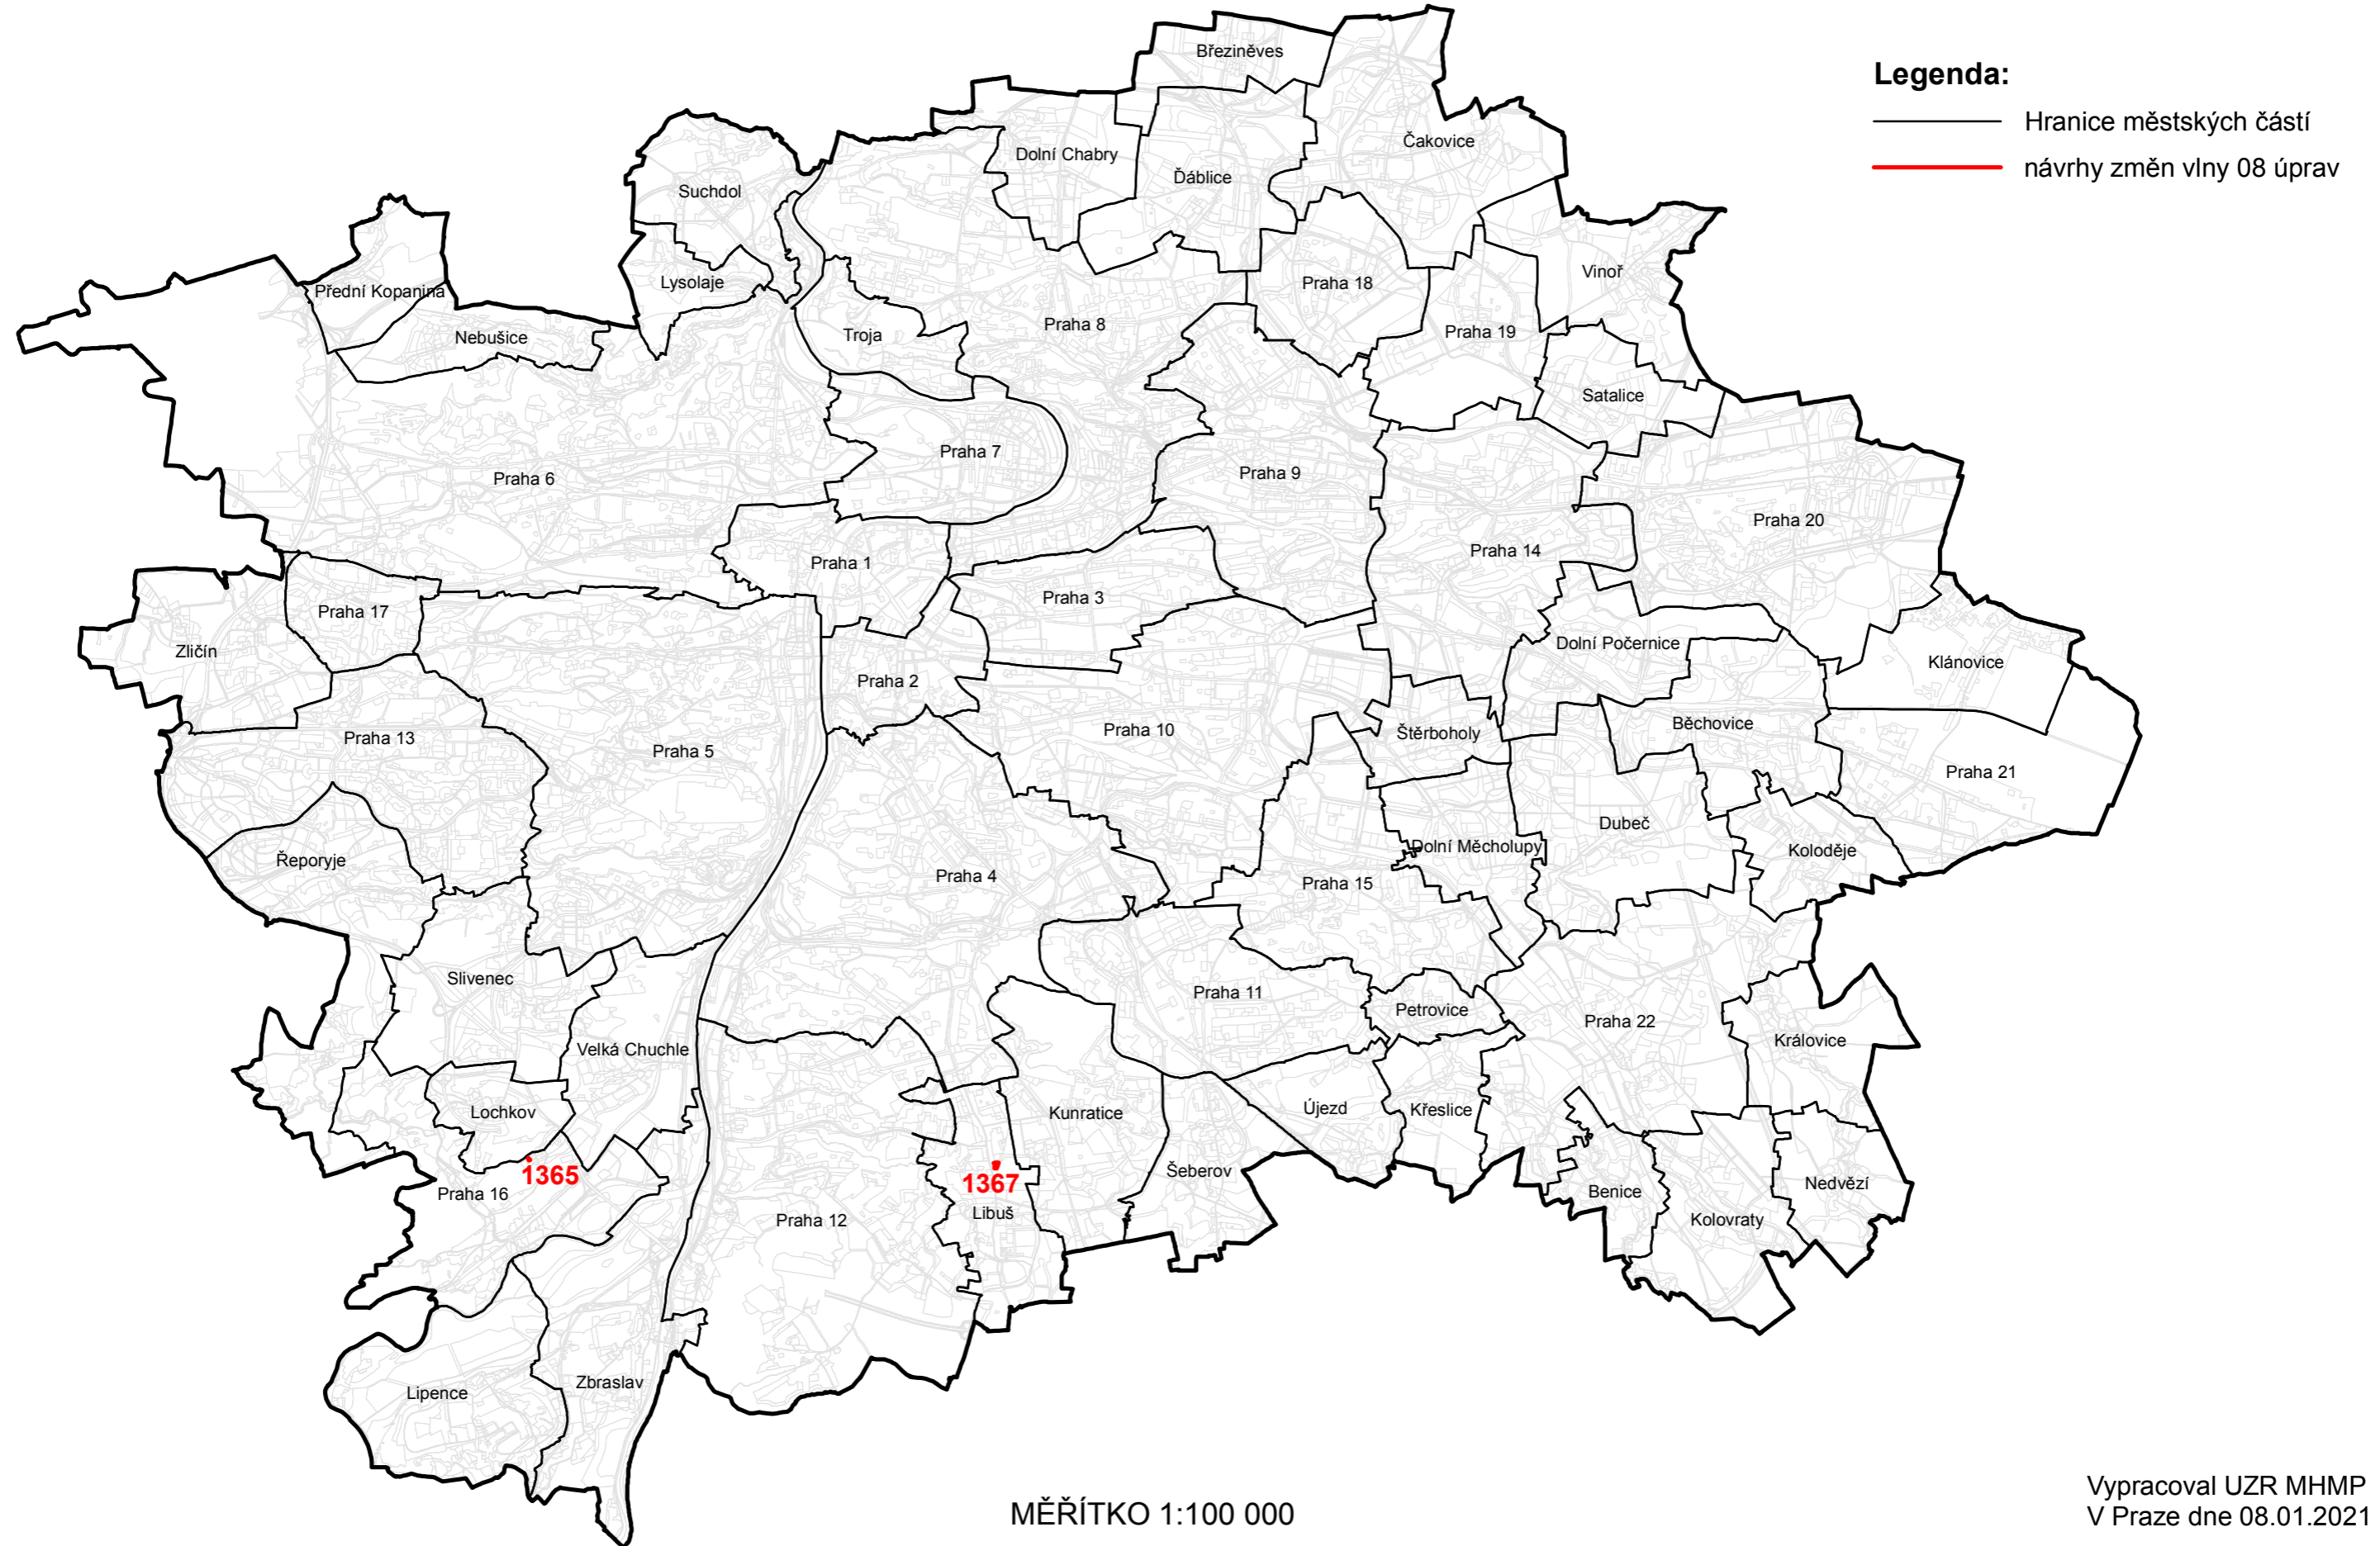 Legenda:
Hranice městských částí
návrhy změn vlny 08 úprav
Březiněves
Čakovice
Dolní Chabry
Ďáblice
Suchdol
Vinoř
Lysolaje
Praha 18
Přední Kopanina
Praha 8
Praha 19
Troja
Nebušice
Satalice
Praha 7
Praha 9
Praha 6
Praha 20
Praha 14
Praha 1
Praha 3
Praha 17
Dolní Počernice
Zličín
Klánovice
Praha 2
Běchovice
Praha 10
Štěrboholy
Praha 13
Praha 5
Praha 21
Dubeč
Dolní Měcholupy
Koloděje
Řeporyje
Praha 4
Praha 15
Slivenec
Praha 11
Petrovice
Praha 22
Královice
Velká Chuchle
Lochkov
Kunratice
Újezd
Křeslice
Šeberov
1365
1367
Nedvězí
Praha 16
Benice
Libuš
Praha 12
Kolovraty
Zbraslav
Lipence
MĚŘÍTKO 1:100 000
Vypracoval UZR MHMP
V Praze dne 08.01.2021